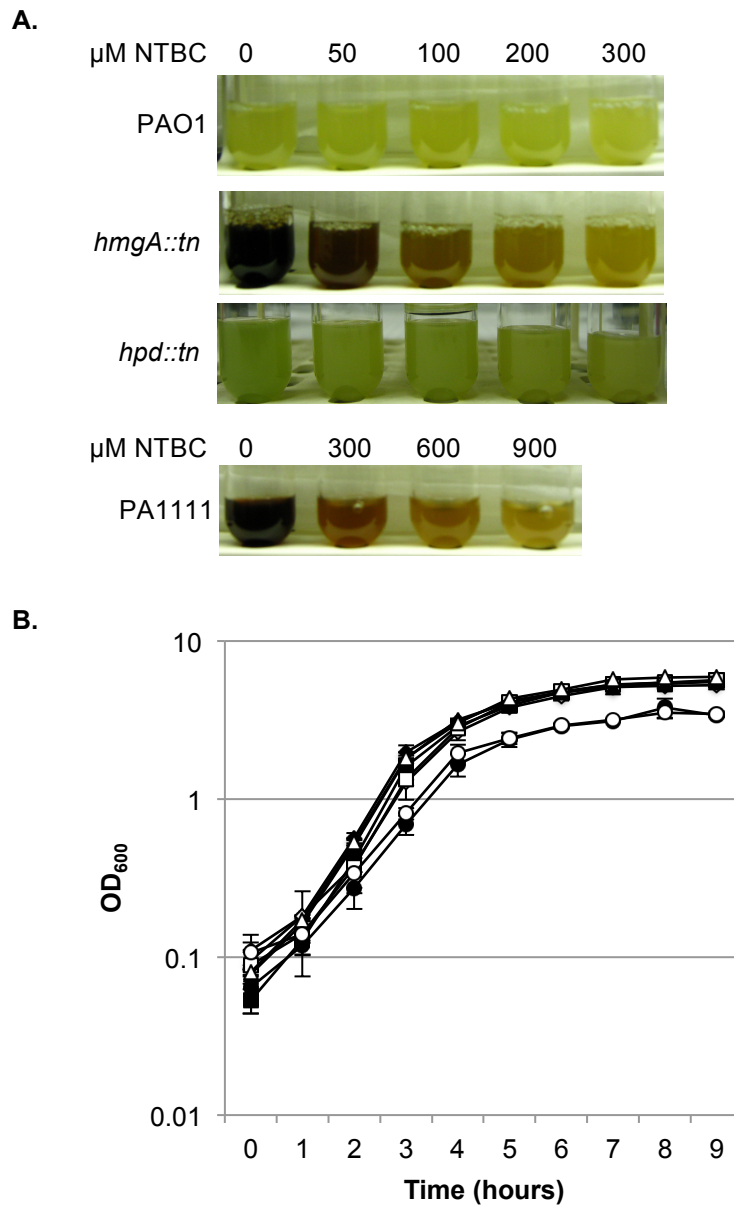 A.
µM NTBC 0 50 100 200 300
PAO1
hmgA::tn
hpd::tn
µM NTBC 0 300 600 900
PA1111
B.
10
1
0.1
0.01
OD600
0 1 2 3 4 5 6 7 8 9
Time (hours)